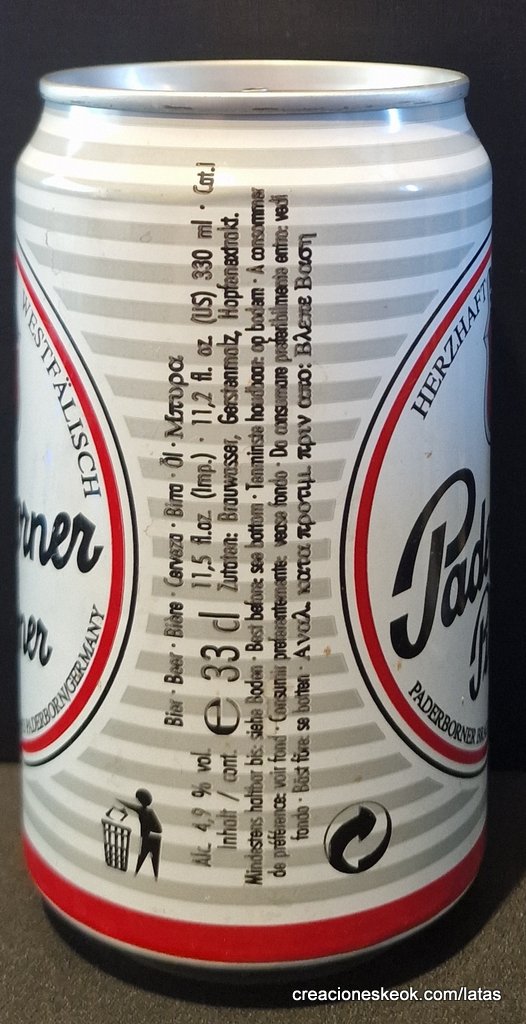 WESTFÄLISCH
rner
ner
PADERBORN/GERMANY
Bier · Beer · Bière · Cerveza · Birra · Öl · Μπυρα
Alc. 4,9 % vol. 11,5 fl.oz. (Imp.) · 11,2 fl. oz (US) 330 ml · Cat.I
Inhalt / cont. e 33 cl Zutaten: Brauwasser, Gerstenmalz, Hopfenextrakt.
Mindestens haltbar bis: siehe Boden · Best before: see bottom · Tenminste houdbaar: op bodem · A consommer
de préférence: voir fond · Consumir preferentemente: vease fondo · Da consumare preferibilmente entro: vedi
fondo · Bäst före: se botten · Αναλ. κατα προτιμ. πριν απο: Βλεπε Βαση
HERZHAFT
Pade
PADERBORNER BRA
creacioneskeok.com/latas